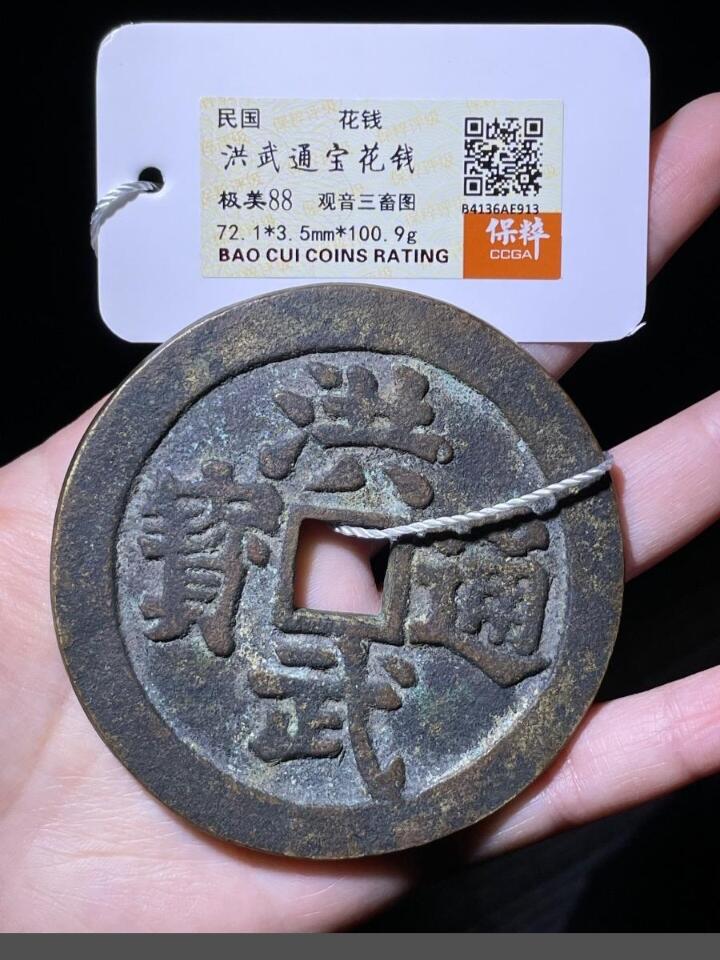 民国 花钱
洪武通宝花钱
极美88 观音三畜图
72.1*3.5mm*100.9g
BAO CUI COINS RATING
B4136AE913
保粹
CCGA
洪
武
通
寳